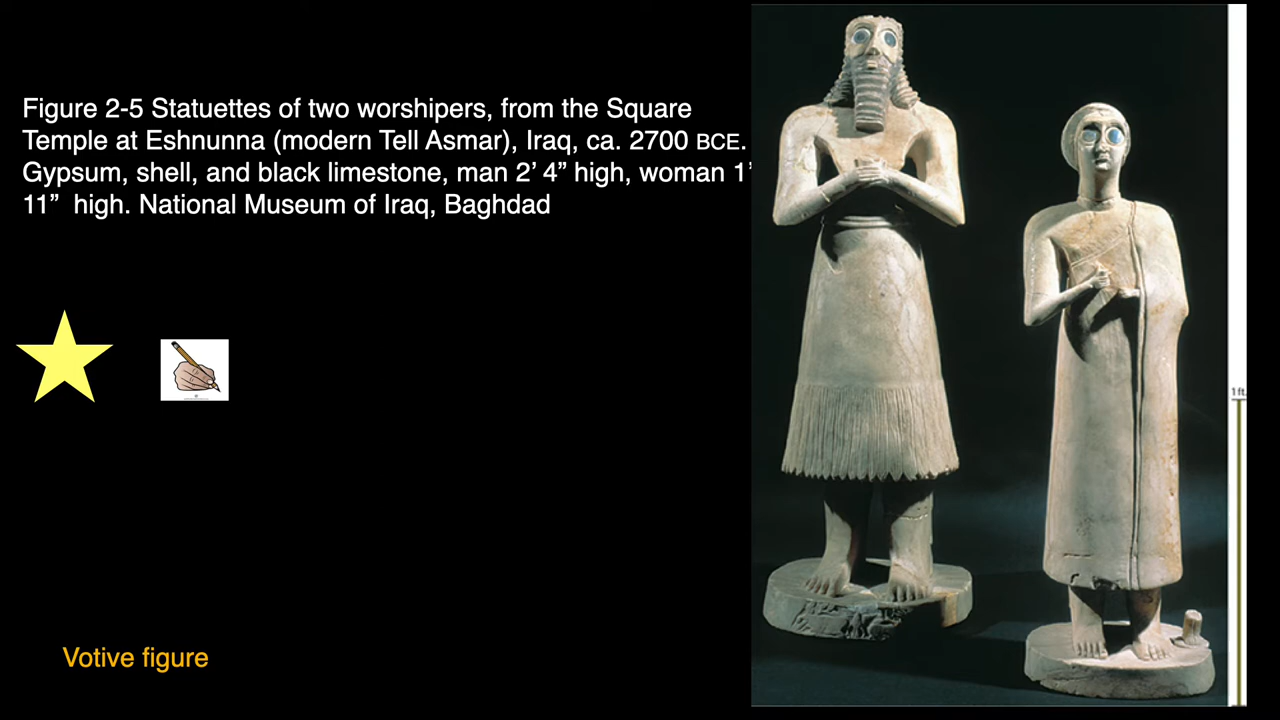 Figure 2-5 Statuettes of two worshipers, from the Square
Temple at Eshnunna (modern Tell Asmar), Iraq, ca. 2700 BCE.
Gypsum, shell, and black limestone, man 2’ 4” high, woman 1’
11”  high. National Museum of Iraq, Baghdad
1 ft.
Votive figure